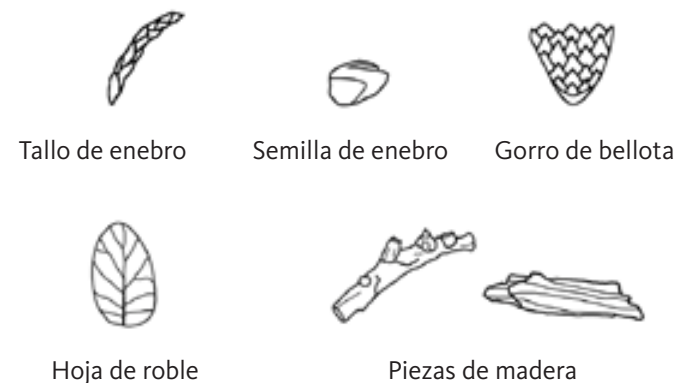 Tallo de enebro
Semilla de enebro
Gorro de bellota
Hoja de roble
Piezas de madera